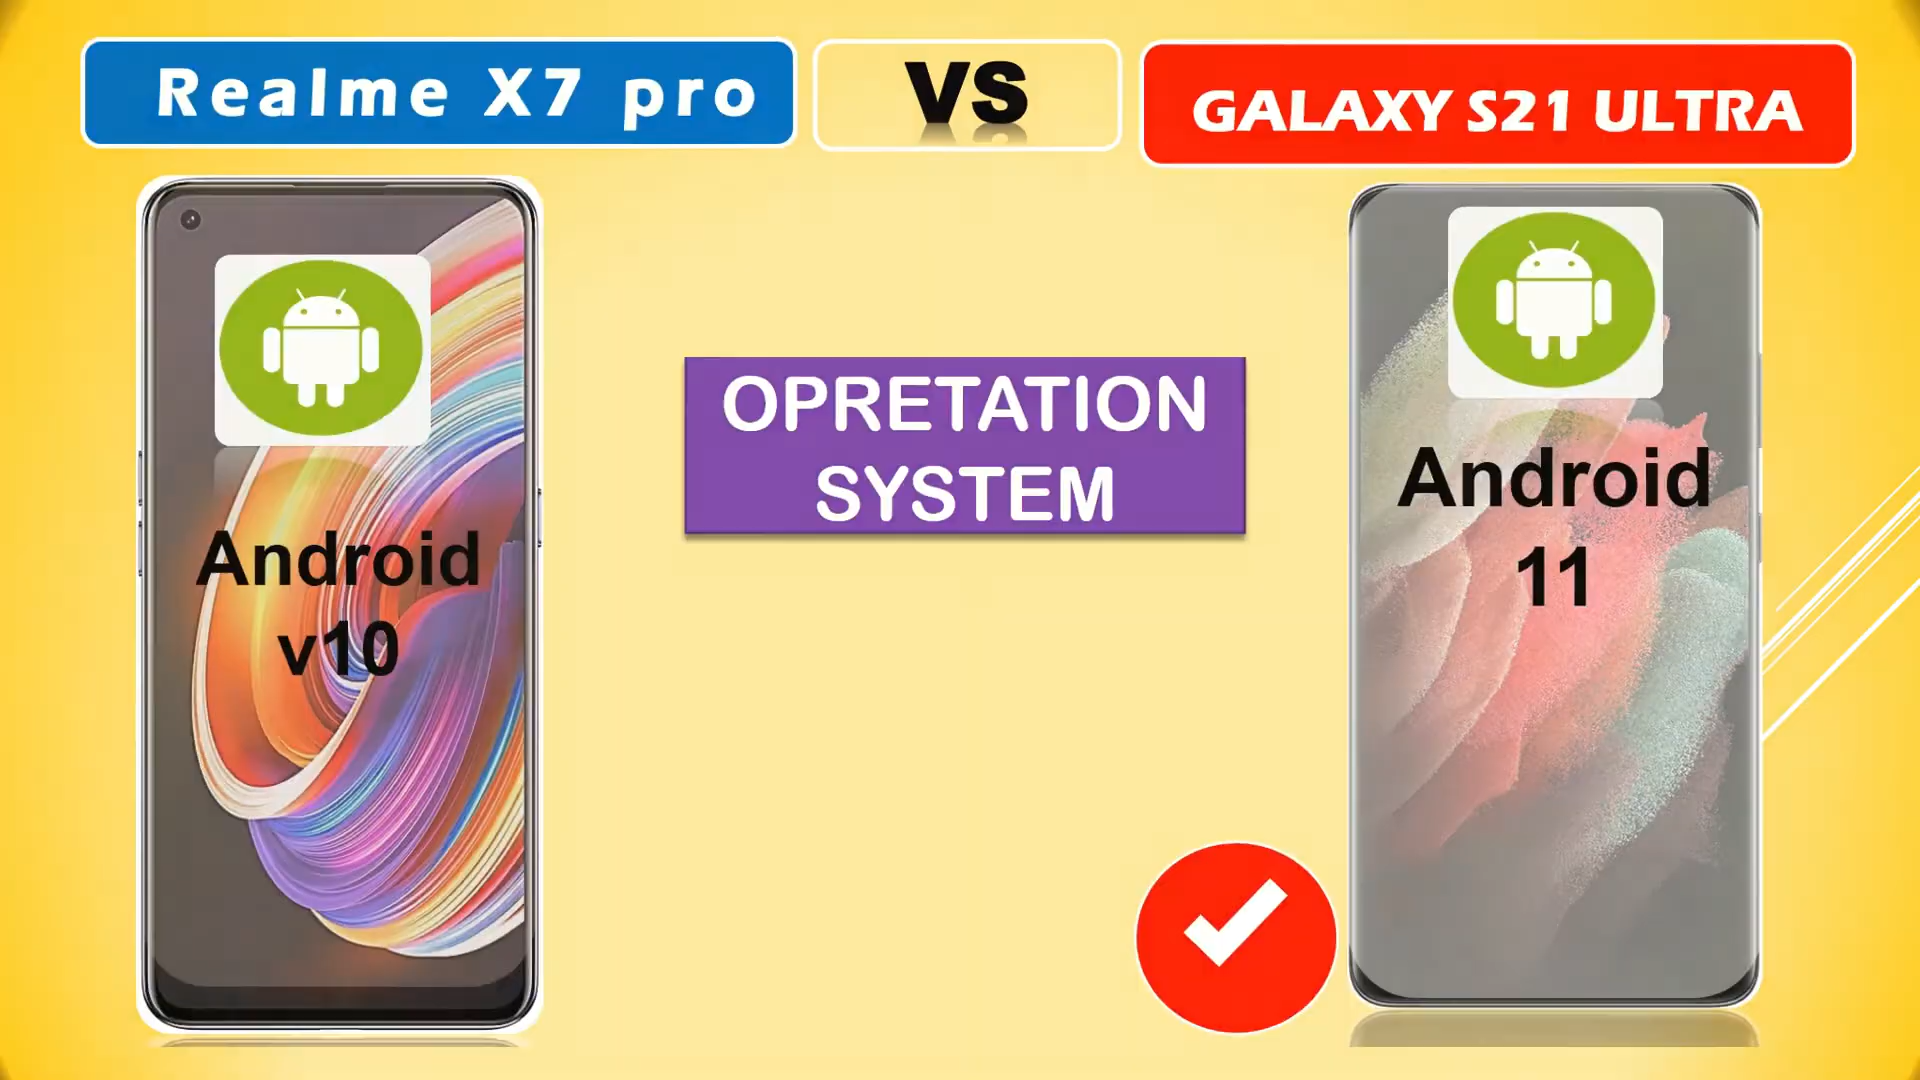 Realme X7 pro
VS
GALAXY S21 ULTRA
OPRETATION
SYSTEM
Android
v10
Android
11